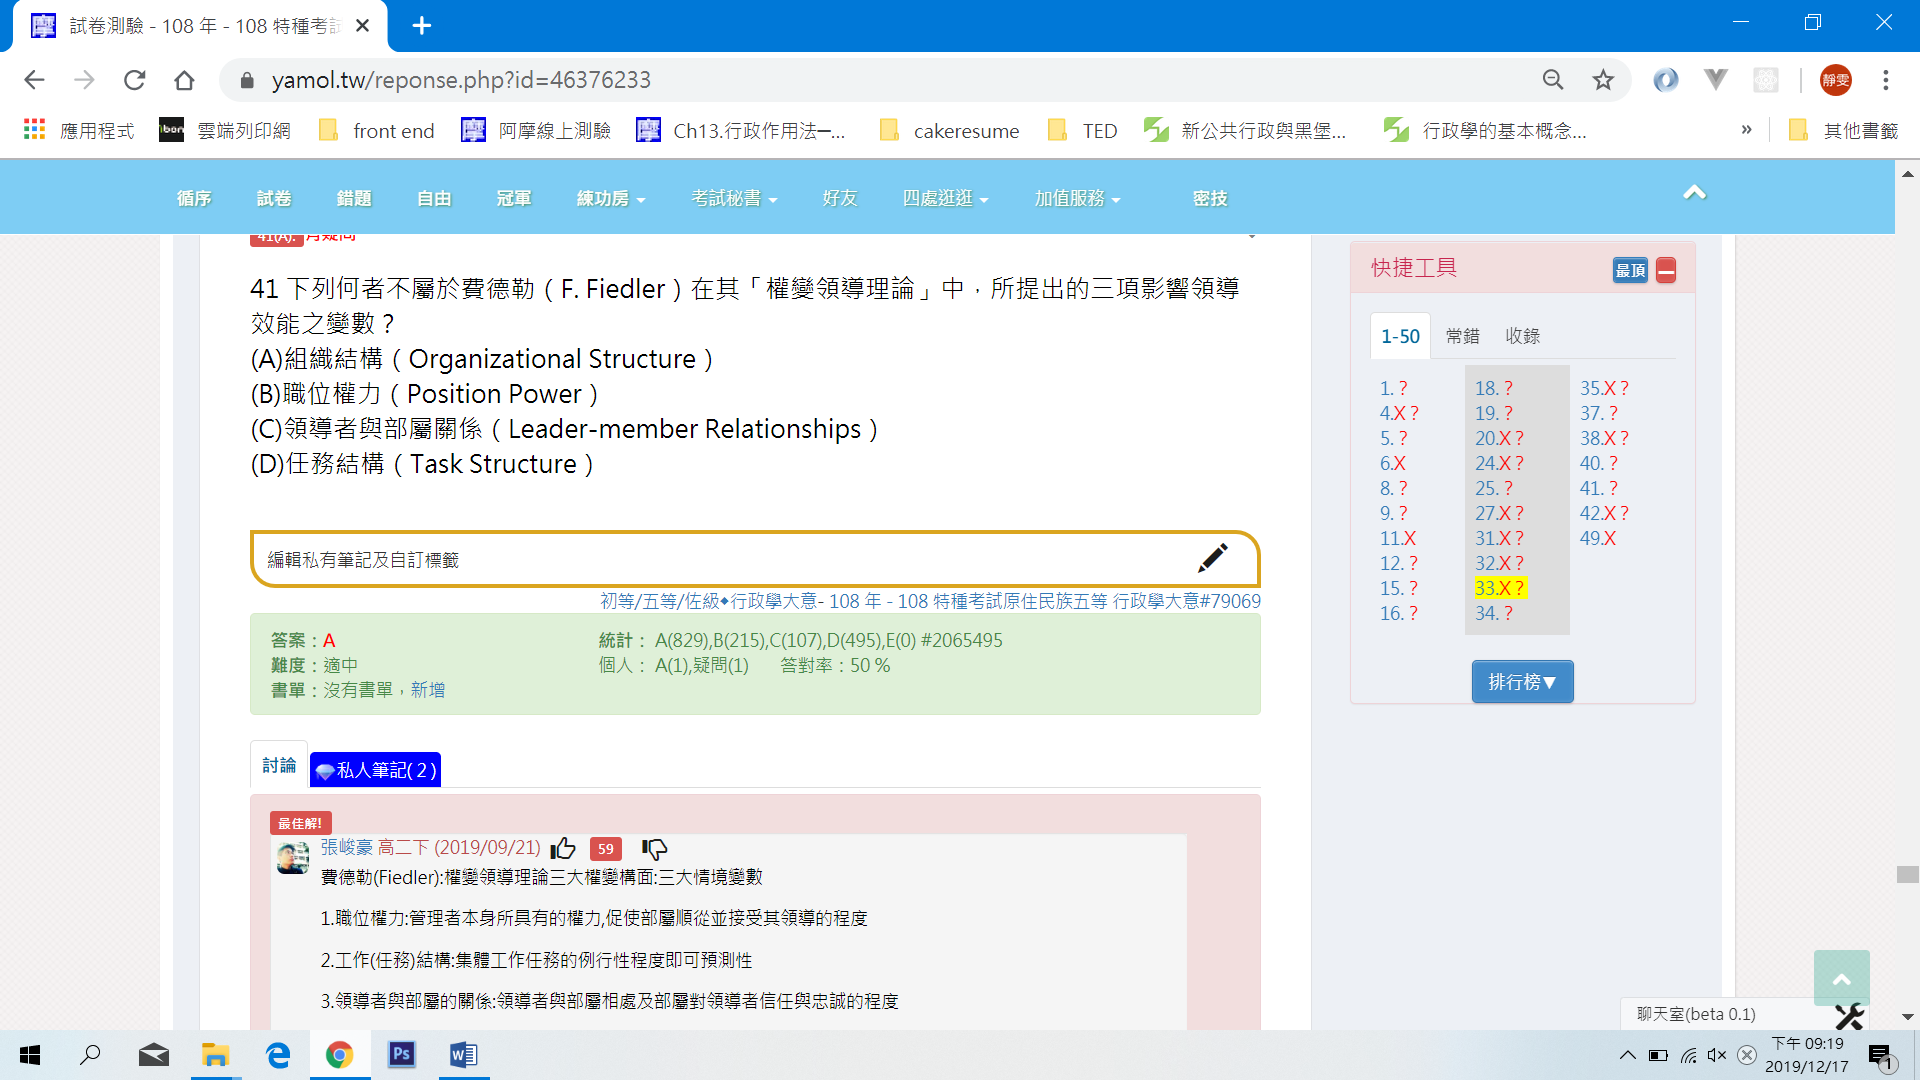 試卷測驗 - 108 年 - 108 特種考試
yamol.tw/reponse.php?id=46376233
靜雯
應用程式
ibon
雲端列印網
front end
阿摩線上測驗
Ch13.行政作用法—...
cakeresume
TED
新公共行政與黑堡...
行政學的基本概念...
»
其他書籤
循序
試卷
錯題
自由
冠軍
練功房
考試秘書
好友
四處逛逛
加值服務
密技
41(A). 有疑問
41 下列何者不屬於費德勒（F. Fiedler）在其「權變領導理論」中，所提出的三項影響領導
效能之變數？
(A)組織結構（Organizational Structure）
(B)職位權力（Position Power）
(C)領導者與部屬關係（Leader-member Relationships）
(D)任務結構（Task Structure）
編輯私有筆記及自訂標籤
初等/五等/佐級◆行政學大意- 108 年 - 108 特種考試原住民族五等 行政學大意#79069
答案：A
難度：適中
書單：沒有書單，新增
統計： A(829),B(215),C(107),D(495),E(0) #2065495
個人： A(1),疑問(1) 答對率：50 %
討論
私人筆記( 2 )
最佳解!
張峻豪 高二下 (2019/09/21) 59
費德勒(Fiedler):權變領導理論三大權變構面:三大情境變數
1.職位權力:管理者本身所具有的權力,促使部屬順從並接受其領導的程度
2.工作(任務)結構:集體工作任務的例行性程度即可預測性
3.領導者與部屬的關係:領導者與部屬相處及部屬對領導者信任與忠誠的程度
快捷工具
最頂
1-50
常錯
收錄
1. ?
4.X ?
5. ?
6.X
8. ?
9. ?
11.X
12. ?
15. ?
16. ?
18. ?
19. ?
20.X ?
24.X ?
25. ?
27.X ?
31.X ?
32.X ?
33.X ?
34. ?
35.X ?
37. ?
38.X ?
40. ?
41. ?
42.X ?
49.X
排行榜▼
聊天室(beta 0.1)
Ps
下午 09:19
2019/12/17
1